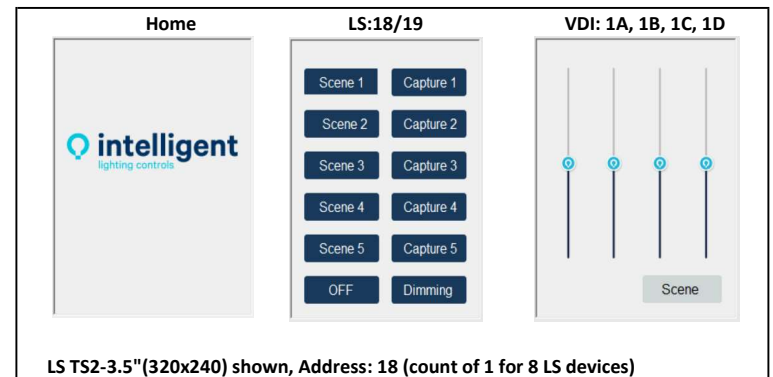 Home LS:18/19 VDI: 1A, 1B, 1C, 1D
intelligent
lighting controls
Scene 1 Capture 1
Scene 2 Capture 2
Scene 3 Capture 3
Scene 4 Capture 4
Scene 5 Capture 5
OFF Dimming
Scene
LS TS2-3.5"(320x240) shown, Address: 18 (count of 1 for 8 LS devices)